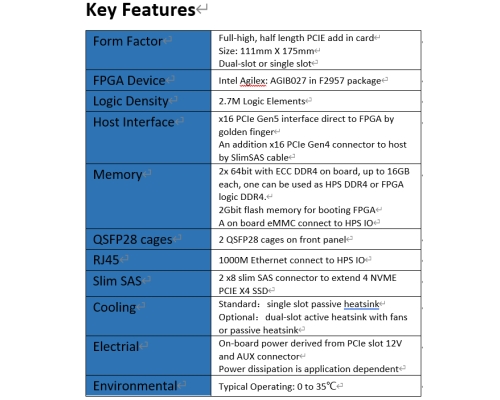 Key Features
Form Factor
Full-high, half length PCIE add in card
Size: 111mm X 175mm
Dual-slot or single slot
FPGA Device
Intel Agilex: AGIB027 in F2957 package
Logic Density
2.7M Logic Elements
Host Interface
x16 PCIe Gen5 interface direct to FPGA by
golden finger
An addition x16 PCIe Gen4 connector to host
by SlimSAS cable
Memory
2x 64bit with ECC DDR4 on board, up to 16GB
each, one can be used as HPS DDR4 or FPGA
logic DDR4.
2Gbit flash memory for booting FPGA
A on board eMMC connect to HPS IO
QSFP28 cages
2 QSFP28 cages on front panel
RJ45
1000M Ethernet connect to HPS IO
Slim SAS
2 x8 slim SAS connector to extend 4 NVME
PCIE X4 SSD
Cooling
Standard： single slot passive heatsink
Optional： dual-slot active heatsink with fans
or passive heatsink
Electrial
On-board power derived from PCIe slot 12V
and AUX connector
Power dissipation is application dependent
Environmental
Typical Operating: 0 to 35℃